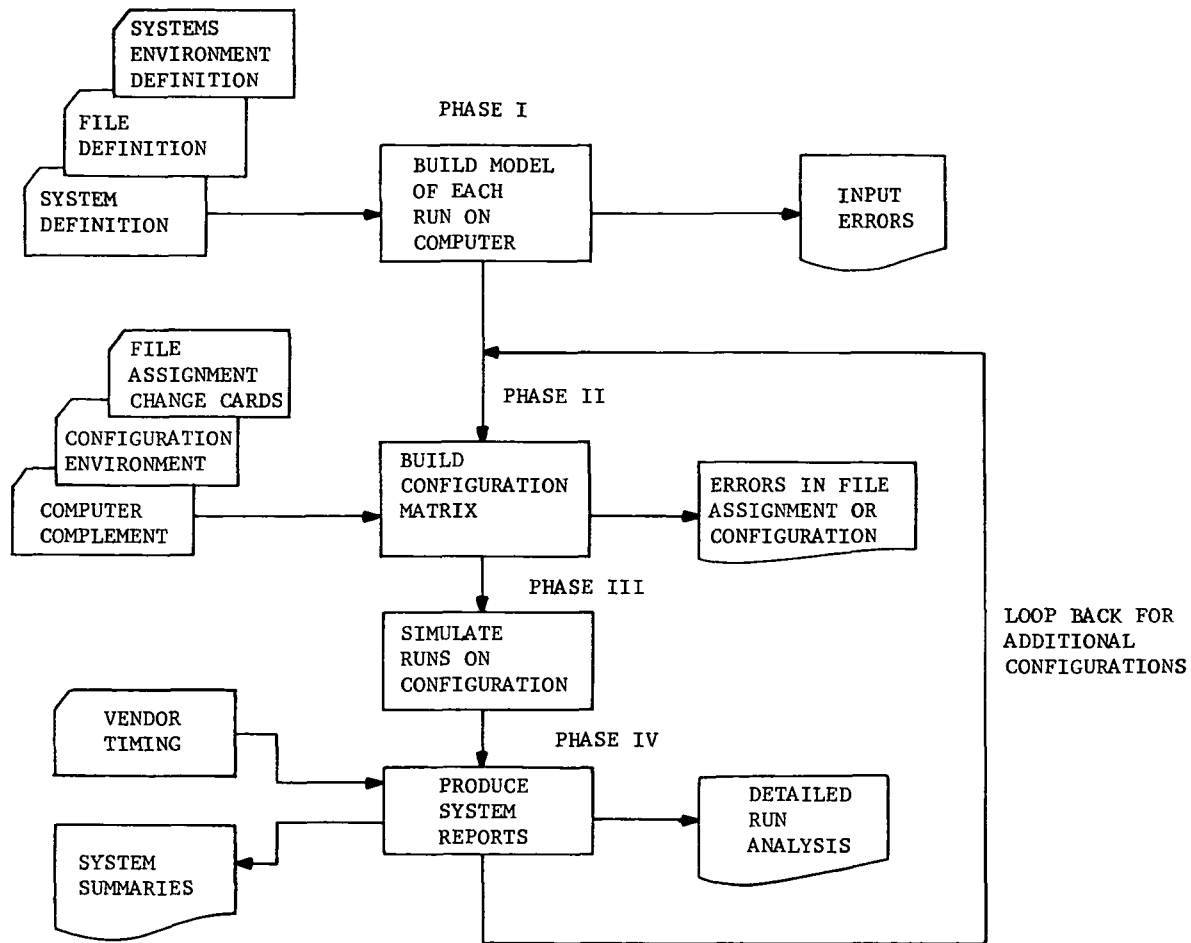 SYSTEMS
ENVIRONMENT
DEFINITION
FILE
DEFINITION
SYSTEM
DEFINITION
PHASE I
BUILD MODEL
OF EACH
RUN ON
COMPUTER
INPUT
ERRORS
FILE
ASSIGNMENT
CHANGE CARDS
CONFIGURATION
ENVIRONMENT
COMPUTER
COMPLEMENT
PHASE II
BUILD
CONFIGURATION
MATRIX
ERRORS IN FILE
ASSIGNMENT OR
CONFIGURATION
PHASE III
SIMULATE
RUNS ON
CONFIGURATION
LOOP BACK FOR
ADDITIONAL
CONFIGURATIONS
VENDOR
TIMING
PHASE IV
PRODUCE
SYSTEM
REPORTS
DETAILED
RUN
ANALYSIS
SYSTEM
SUMMARIES